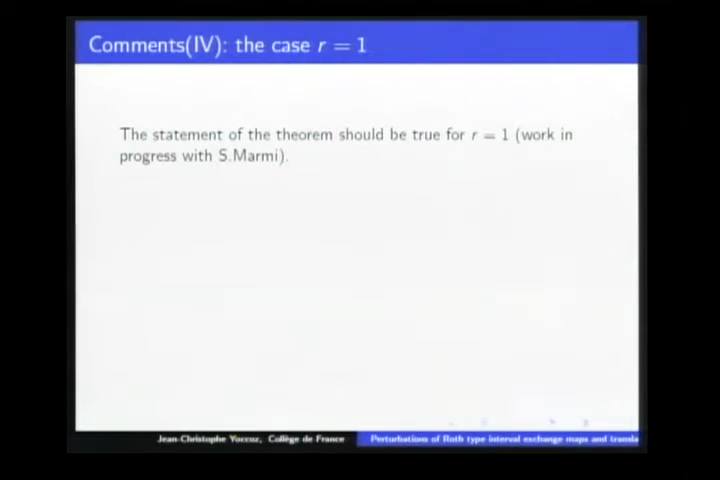 Comments(IV): the case r = 1
The statement of the theorem should be true for r = 1 (work in
progress with S.Marmi).
Jean-Christophe Yoccoz, Collège de France
Perturbations of Roth type interval exchange maps and transla